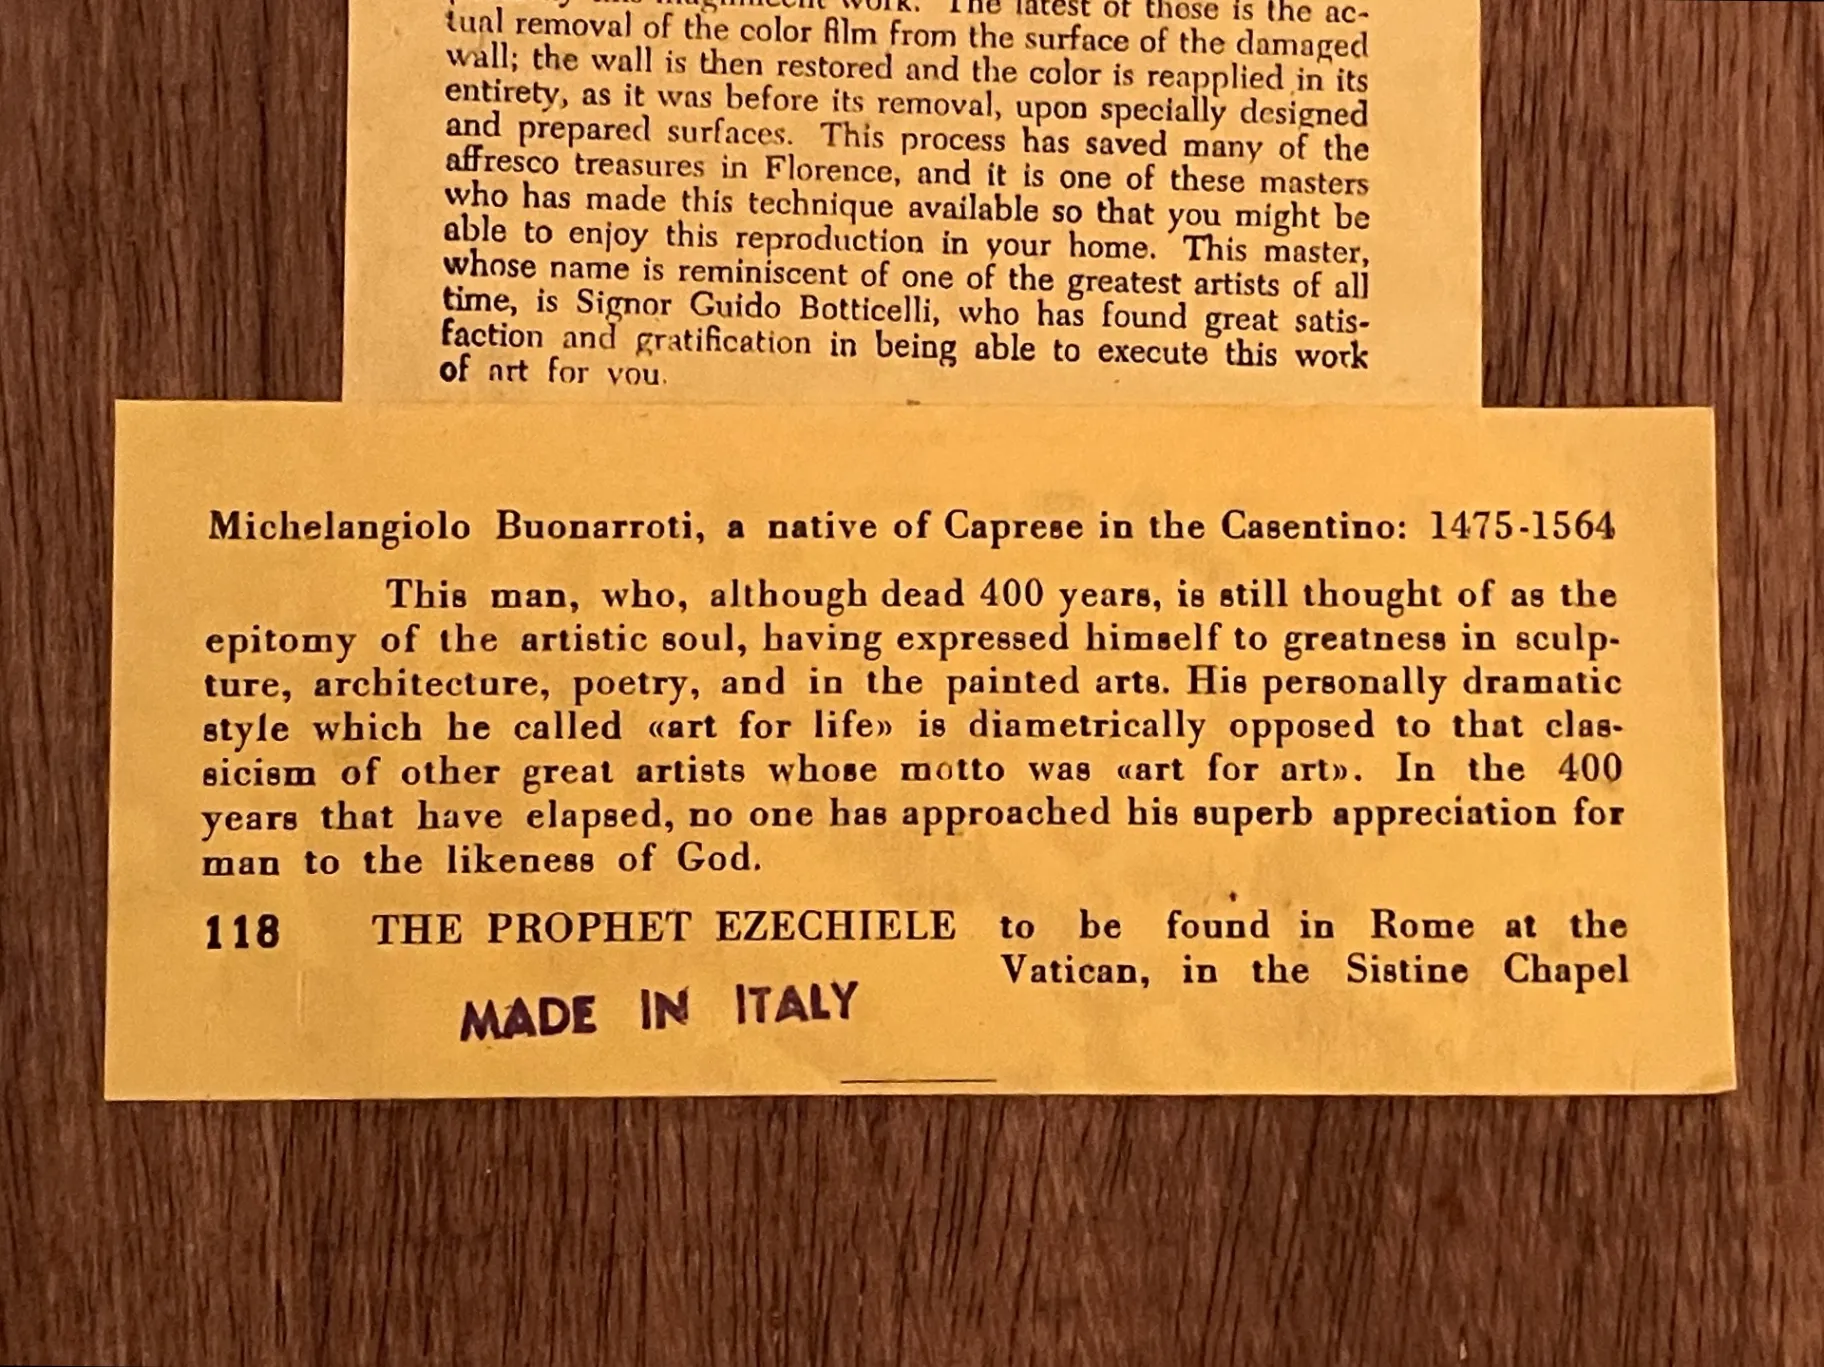 magnificent work. The latest of these is the ac-
tual removal of the color film from the surface of the damaged
wall; the wall is then restored and the color is reapplied in its
entirety, as it was before its removal, upon specially designed
and prepared surfaces. This process has saved many of the
affresco treasures in Florence, and it is one of these masters
who has made this technique available so that you might be
able to enjoy this reproduction in your home. This master,
whose name is reminiscent of one of the greatest artists of all
time, is Signor Guido Botticelli, who has found great satis-
faction and gratification in being able to execute this work
of art for you.
Michelangiolo Buonarroti, a native of Caprese in the Casentino: 1475-1564
This man, who, although dead 400 years, is still thought of as the
epitomy of the artistic soul, having expressed himself to greatness in sculp-
ture, architecture, poetry, and in the painted arts. His personally dramatic
style which he called «art for life» is diametrically opposed to that clas-
sicism of other great artists whose motto was «art for art». In the 400
years that have elapsed, no one has approached his superb appreciation for
man to the likeness of God.
118 THE PROPHET EZECHIELE to be found in Rome at the
Vatican, in the Sistine Chapel
MADE IN ITALY